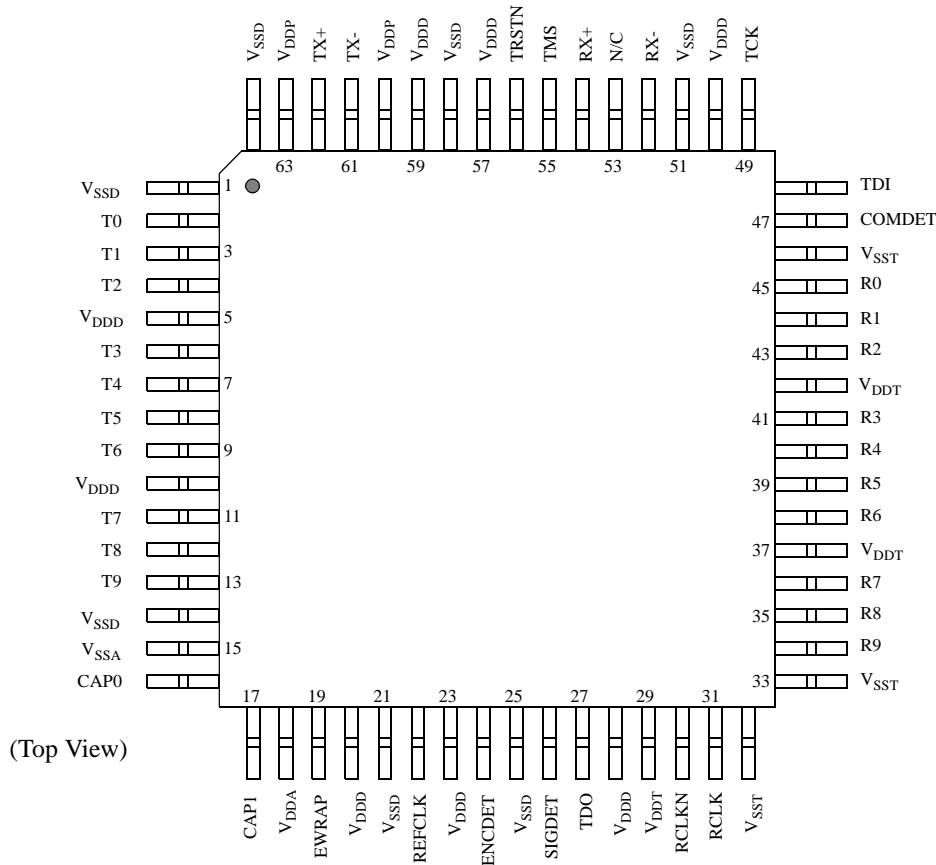 VSSD
VDDP
TX+
TX-
VDDP
VDDD
VSSD
VDDD
TRSTN
TMS
RX+
N/C
RX-
VSSD
VDDD
TCK
63
61
59
57
55
53
51
49
VSSD 1
T0
T1 3
T2
VDDD 5
T3
T4 7
T5
T6 9
VDDD
T7 11
T8
T9 13
VSSD
VSSA 15
CAP0
TDI
47 COMDET
VSST
45 R0
R1
43 R2
VDDT
41 R3
R4
39 R5
R6
37 VDDT
R7
35 R8
R9
33 VSST
17
19
21
23
25
27
29
31
(Top View)
CAP1
VDDA
EWRAP
VDDD
VSSD
REFCLK
VDDD
ENCDET
VSSD
SIGDET
TDO
VDDD
VDDT
RCLKN
RCLK
VSST